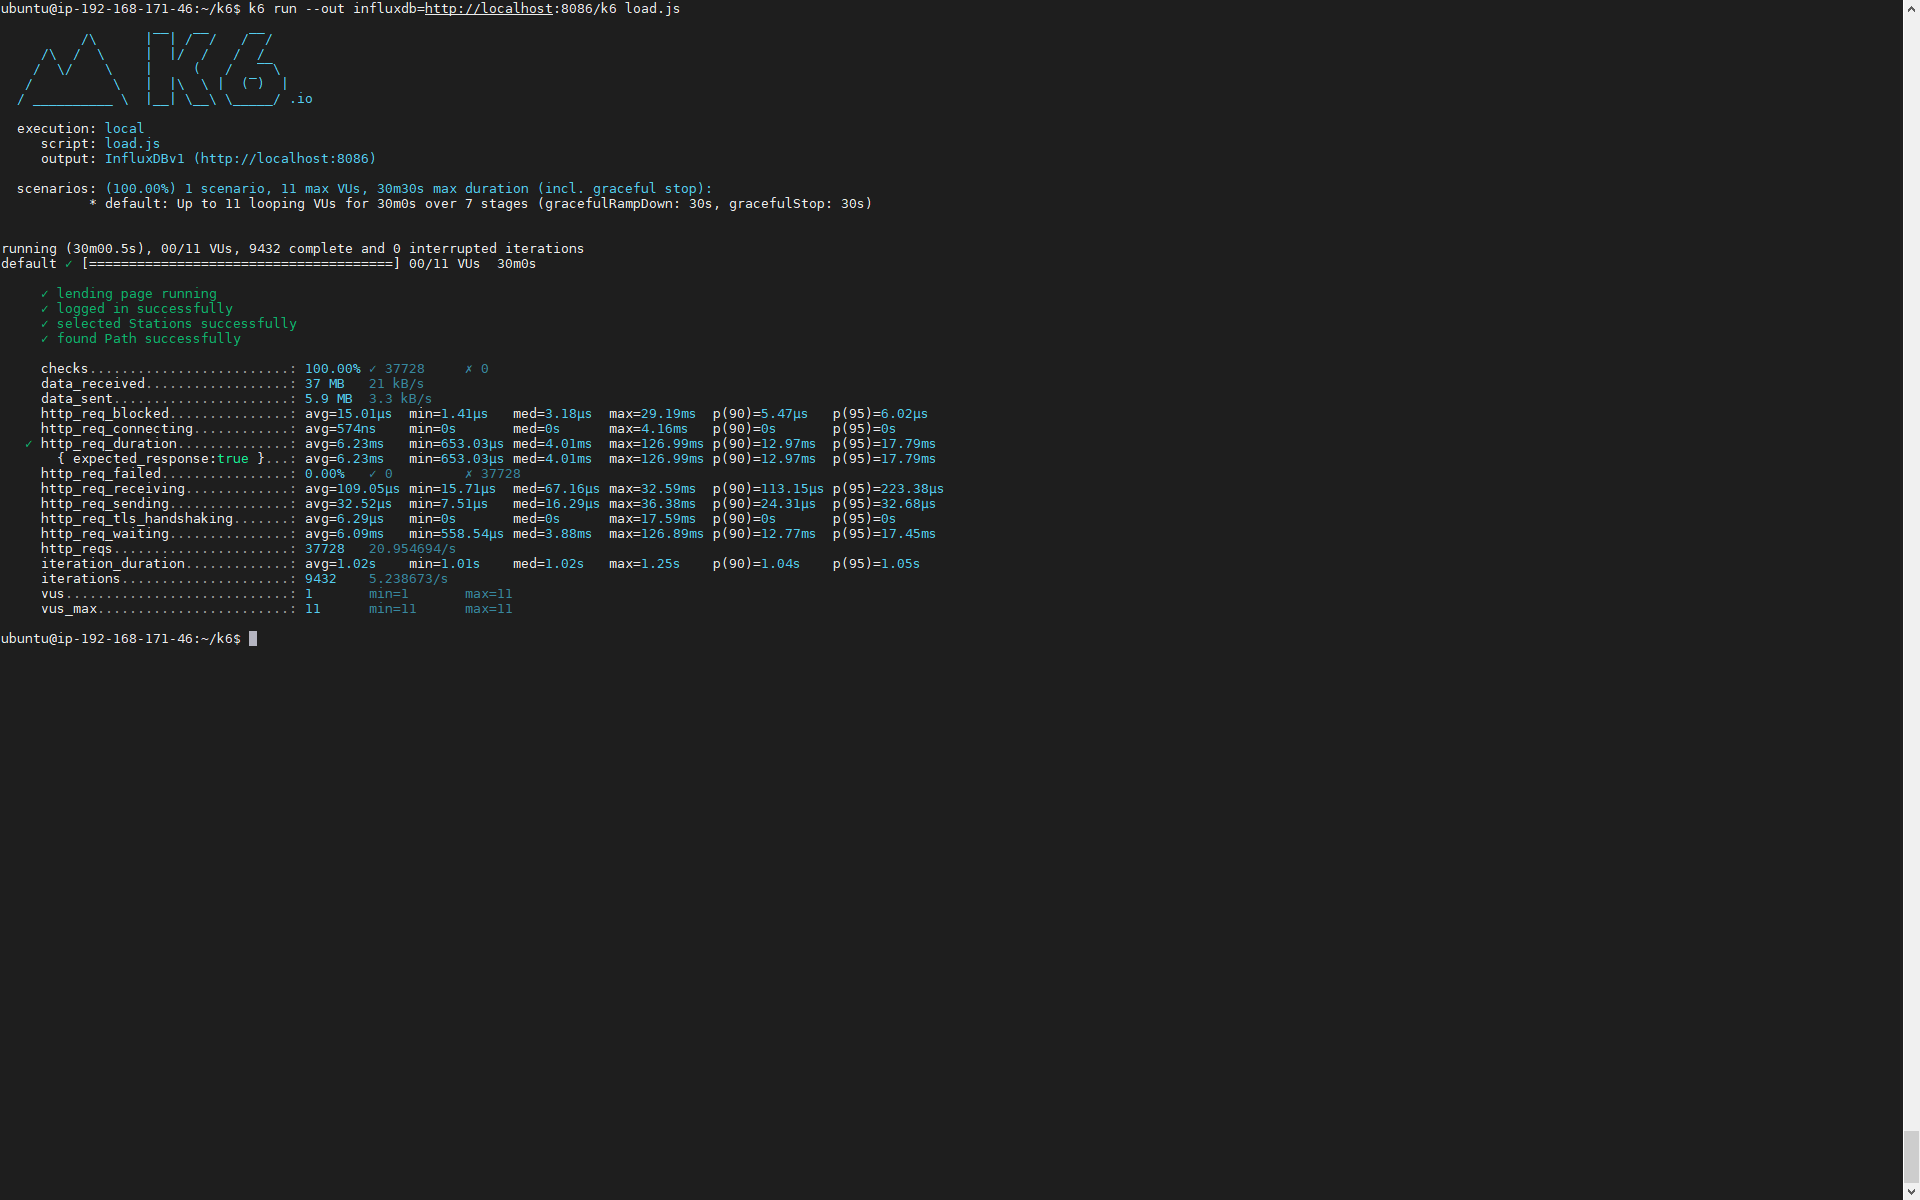 ubuntu@ip-192-168-171-46:~/k6$ k6 run --out influxdb=http://localhost:8086/k6 load.js
.io
execution: local
script: load.js
output: InfluxDBv1 (http://localhost:8086)
scenarios: (100.00%) 1 scenario, 11 max VUs, 30m30s max duration (incl. graceful stop):
* default: Up to 11 looping VUs for 30m0s over 7 stages (gracefulRampDown: 30s, gracefulStop: 30s)
running (30m00.5s), 00/11 VUs, 9432 complete and 0 interrupted iterations
default ✓ [======================================] 00/11 VUs  30m0s
✓ lending page running
✓ logged in successfully
✓ selected Stations successfully
✓ found Path successfully
checks.........................: 100.00% ✓ 37728     ✗ 0
data_received..................: 37 MB   21 kB/s
data_sent......................: 5.9 MB  3.3 kB/s
http_req_blocked...............: avg=15.01µs  min=1.41µs   med=3.18µs  max=29.19ms  p(90)=5.47µs   p(95)=6.02µs
http_req_connecting............: avg=574ns    min=0s       med=0s      max=4.16ms   p(90)=0s       p(95)=0s
✓ http_req_duration..............: avg=6.23ms   min=653.03µs med=4.01ms  max=126.99ms p(90)=12.97ms  p(95)=17.79ms
{ expected_response:true }...: avg=6.23ms   min=653.03µs med=4.01ms  max=126.99ms p(90)=12.97ms  p(95)=17.79ms
http_req_failed................: 0.00%   ✓ 0         ✗ 37728
http_req_receiving.............: avg=109.05µs min=15.71µs  med=67.16µs max=32.59ms  p(90)=113.15µs p(95)=223.38µs
http_req_sending...............: avg=32.52µs  min=7.51µs   med=16.29µs max=36.38ms  p(90)=24.31µs  p(95)=32.68µs
http_req_tls_handshaking.......: avg=6.29µs   min=0s       med=0s      max=17.59ms  p(90)=0s       p(95)=0s
http_req_waiting...............: avg=6.09ms   min=558.54µs med=3.88ms  max=126.89ms p(90)=12.77ms  p(95)=17.45ms
http_reqs......................: 37728   20.954694/s
iteration_duration.............: avg=1.02s    min=1.01s    med=1.02s   max=1.25s    p(90)=1.04s    p(95)=1.05s
iterations.....................: 9432    5.238673/s
vus............................: 1       min=1       max=11
vus_max........................: 11      min=11      max=11
ubuntu@ip-192-168-171-46:~/k6$